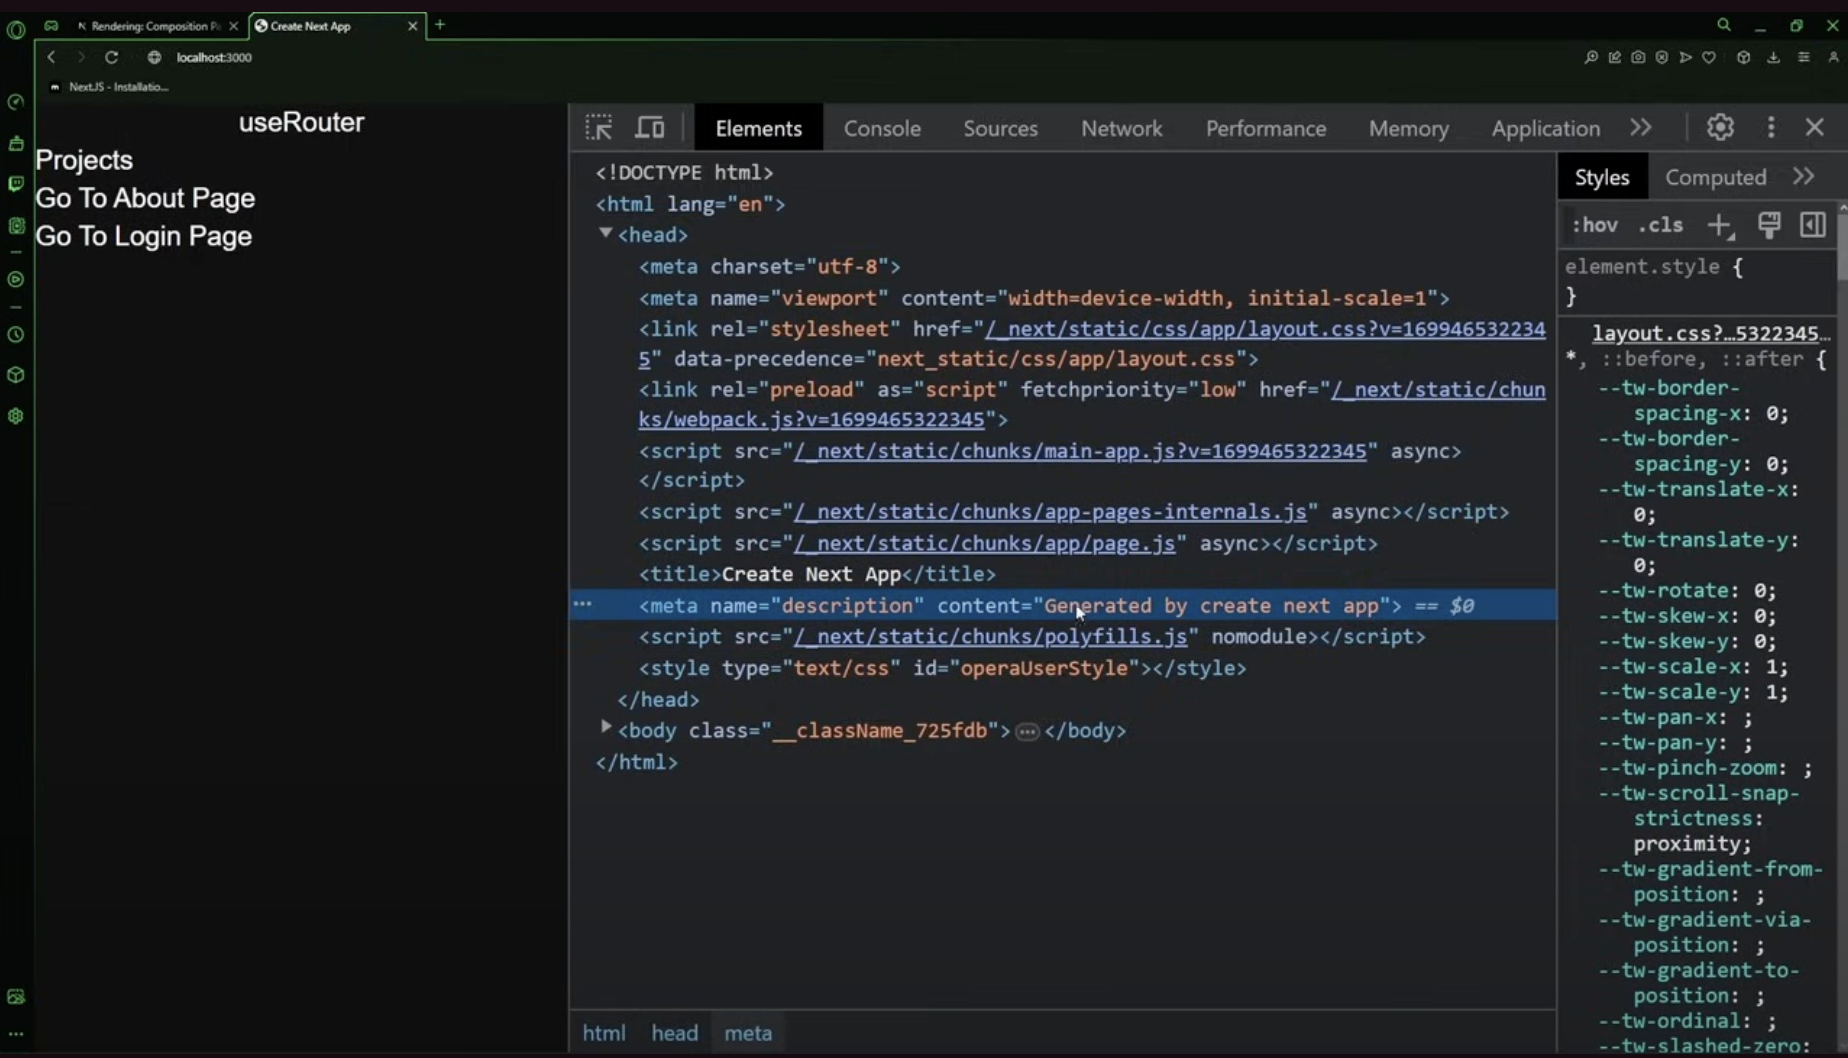 Rendering: Composition Pa
Create Next App
localhost:3000
Next.JS - Installatio...
useRouter
Projects
Go To About Page
Go To Login Page
Elements
Console
Sources
Network
Performance
Memory
Application
<!DOCTYPE html>
<html lang="en">
<head>
<meta charset="utf-8">
<meta name="viewport" content="width=device-width, initial-scale=1">
<link rel="stylesheet" href="/_next/static/css/app/layout.css?v=169946532234
5" data-precedence="next_static/css/app/layout.css">
<link rel="preload" as="script" fetchpriority="low" href="/_next/static/chun
ks/webpack.js?v=1699465322345">
<script src="/_next/static/chunks/main-app.js?v=1699465322345" async>
</script>
<script src="/_next/static/chunks/app-pages-internals.js" async></script>
<script src="/_next/static/chunks/app/page.js" async></script>
<title>Create Next App</title>
<meta name="description" content="Generated by create next app"> == $0
<script src="/_next/static/chunks/polyfills.js" nomodule></script>
<style type="text/css" id="operaUserStyle"></style>
</head>
<body class="__className_725fdb">…</body>
</html>
html
head
meta
Styles
Computed
:hov
.cls
element.style {
}
layout.css?…5322345…
*, ::before, ::after {
--tw-border-
spacing-x: 0;
--tw-border-
spacing-y: 0;
--tw-translate-x:
0;
--tw-translate-y:
0;
--tw-rotate: 0;
--tw-skew-x: 0;
--tw-skew-y: 0;
--tw-scale-x: 1;
--tw-scale-y: 1;
--tw-pan-x: ;
--tw-pan-y: ;
--tw-pinch-zoom: ;
--tw-scroll-snap-
strictness:
proximity;
--tw-gradient-from-
position: ;
--tw-gradient-via-
position: ;
--tw-gradient-to-
position: ;
--tw-ordinal: ;
--tw-slashed-zero: